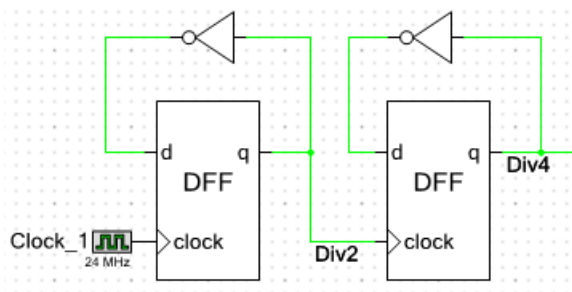 d q
DFF
Clock_1
24 MHz
clock
Div2
d q
DFF
clock
Div4